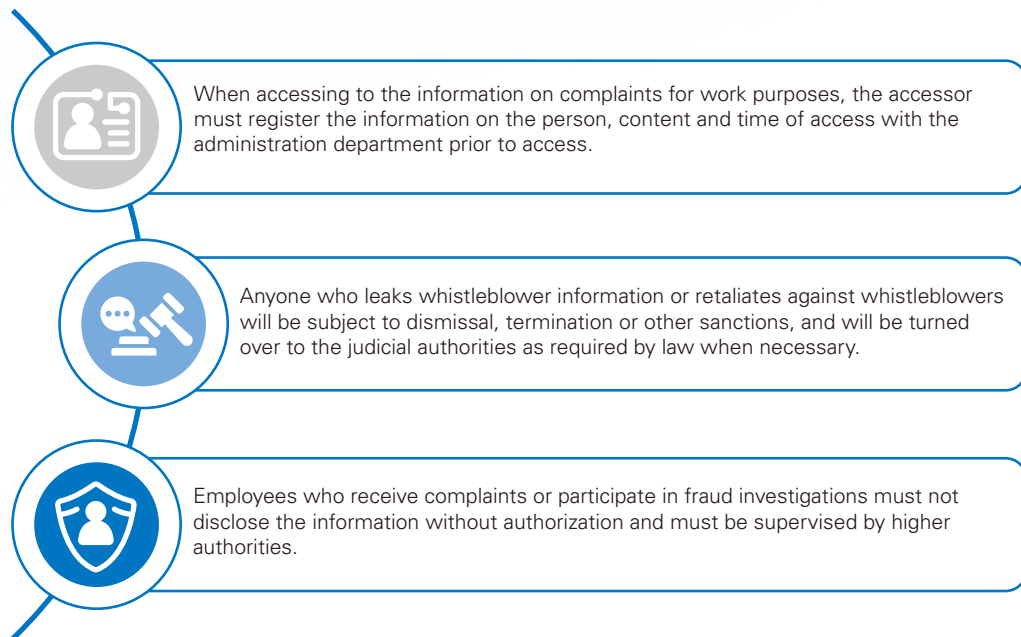 When accessing to the information on complaints for work purposes, the accessor
must register the information on the person, content and time of access with the
administration department prior to access.
Anyone who leaks whistleblower information or retaliates against whistleblowers
will be subject to dismissal, termination or other sanctions, and will be turned
over to the judicial authorities as required by law when necessary.
Employees who receive complaints or participate in fraud investigations must not
disclose the information without authorization and must be supervised by higher
authorities.